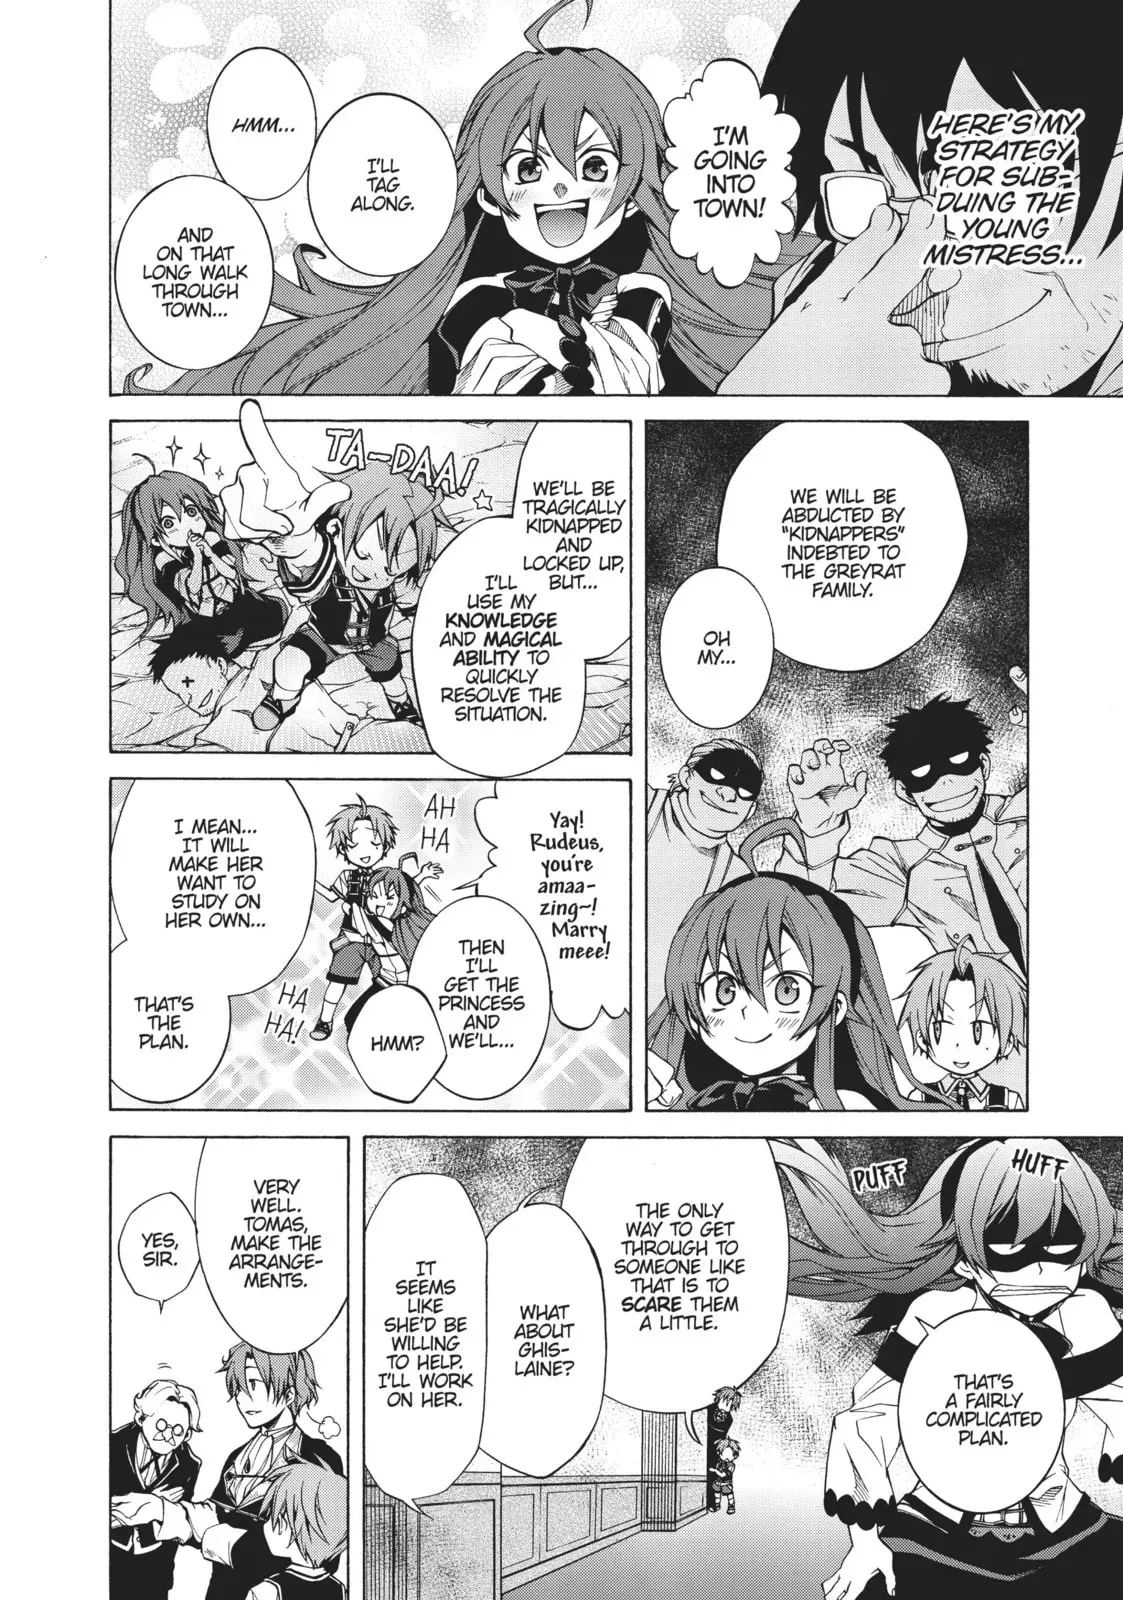 HERE'S MY
STRATEGY
FOR SUB-
DUING THE
YOUNG
MISTRESS...
I'M
GOING
INTO
TOWN!
I'LL
TAG
ALONG.
HMM...
AND
ON THAT
LONG WALK
THROUGH
TOWN...
WE WILL BE
ABDUCTED BY
"KIDNAPPERS"
INDEBTED TO
THE GREYRAT
FAMILY.
OH
MY...
WE'LL BE
TRAGICALLY
KIDNAPPED
AND
LOCKED UP,
BUT...
I'LL
USE MY
KNOWLEDGE
AND MAGICAL
ABILITY TO
QUICKLY
RESOLVE THE
SITUATION.
TA-DAA!
Yay!
Rudeus,
you're
amaa-
zing~!
Marry
meee!
THEN
I'LL
GET THE
PRINCESS
AND
WE'LL...
HMM?
AH
HA
HA
HA!
I MEAN...
IT WILL
MAKE HER
WANT TO
STUDY ON
HER OWN...
THAT'S
THE
PLAN.
HUFF
PUFF
THAT'S
A FAIRLY
COMPLICATED
PLAN.
THE ONLY
WAY TO GET
THROUGH TO
SOMEONE LIKE
THAT IS TO
SCARE THEM
A LITTLE.
WHAT
ABOUT
GHIS-
LAINE?
IT
SEEMS
LIKE
SHE'D BE
WILLING
TO HELP.
I'LL WORK
ON HER.
VERY
WELL.
TOMAS,
MAKE THE
ARRANGE-
MENTS.
YES,
SIR.